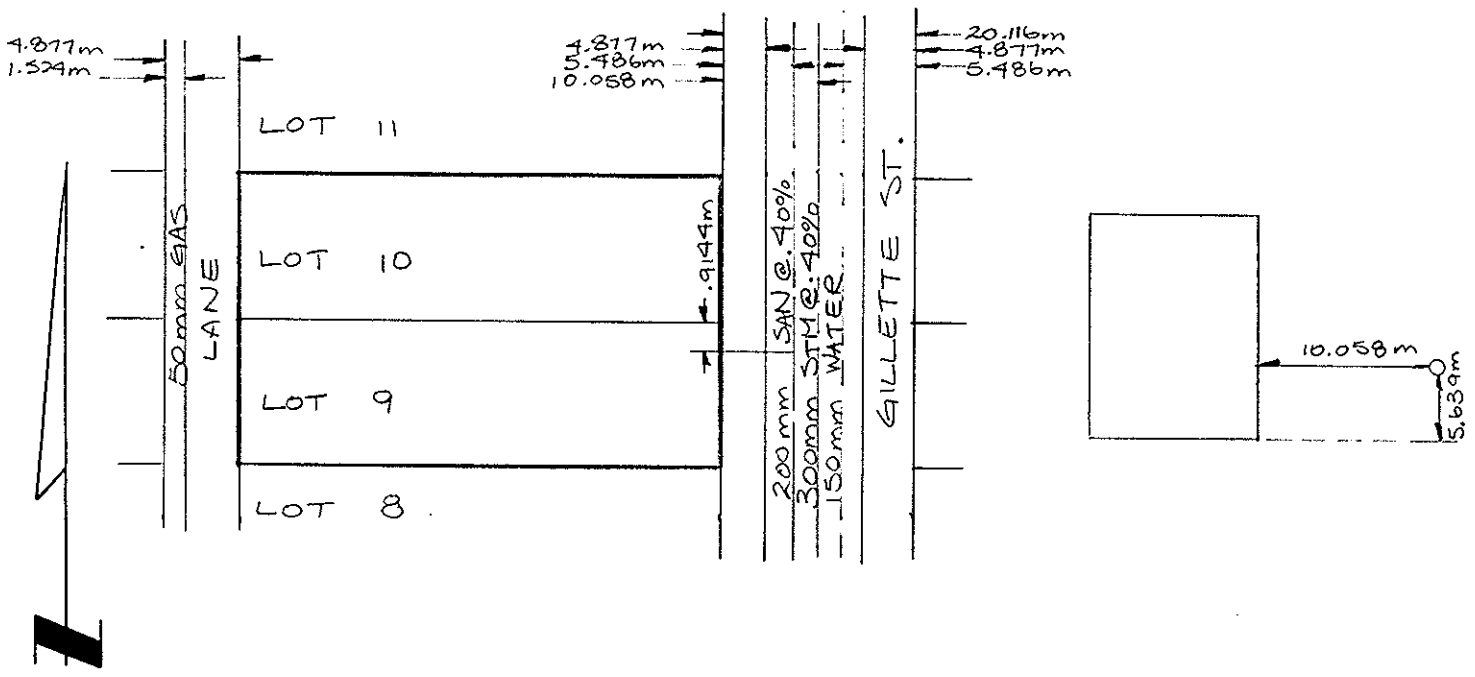 4.877m
1.524m
4.877m
5.486m
10.058m
20.116m
4.877m
5.486m
LOT 11
LOT 10
LOT 9
LOT 8
50mm GAS
LANE
.9144m
200mm SAN @ .40%
300mm STM @ .40%
150mm WATER
GILLETTE ST.
10.058m
5.639m
N